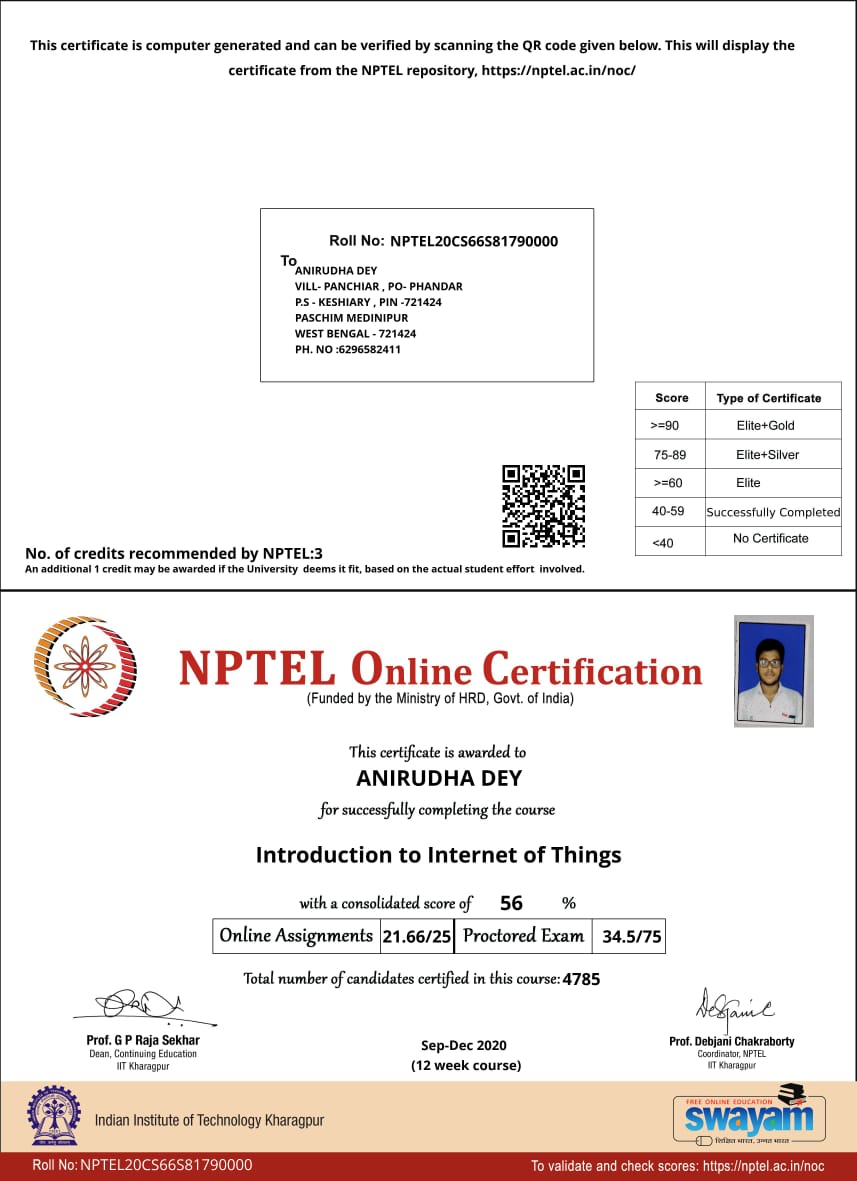 This certificate is computer generated and can be verified by scanning the QR code given below. This will display the
certificate from the NPTEL repository, https://nptel.ac.in/noc/
Roll No: NPTEL20CS66S81790000
To
ANIRUDHA DEY
VILL- PANCHIAR , PO- PHANDAR
P.S - KESHIARY , PIN -721424
PASCHIM MEDINIPUR
WEST BENGAL - 721424
PH. NO :6296582411
Score Type of Certificate
>=90 Elite+Gold
75-89 Elite+Silver
>=60 Elite
40-59 Successfully Completed
<40 No Certificate
No. of credits recommended by NPTEL:3
An additional 1 credit may be awarded if the University deems it fit, based on the actual student effort involved.
NPTEL Online Certification
(Funded by the Ministry of HRD, Govt. of India)
This certificate is awarded to
ANIRUDHA DEY
for successfully completing the course
Introduction to Internet of Things
with a consolidated score of 56 %
Online Assignments 21.66/25 Proctored Exam 34.5/75
Total number of candidates certified in this course: 4785
Prof. G P Raja Sekhar
Dean, Continuing Education
IIT Kharagpur
Sep-Dec 2020
(12 week course)
Prof. Debjani Chakraborty
Coordinator, NPTEL
IIT Kharagpur
Indian Institute of Technology Kharagpur
FREE ONLINE EDUCATION
swayam
शिक्षित भारत, उन्नत भारत
Roll No: NPTEL20CS66S81790000
To validate and check scores: https://nptel.ac.in/noc